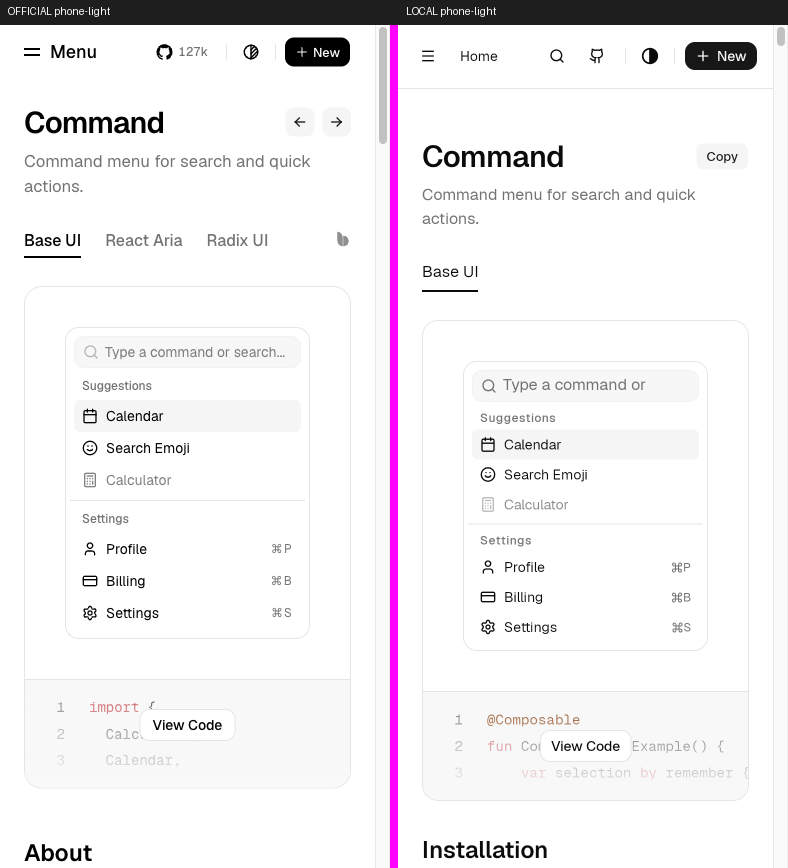 OFFICIAL phone-light
Menu
127k
New
Command
Command menu for search and quick
actions.
Base UI
React Aria
Radix UI
Type a command or search...
Suggestions
Calendar
Search Emoji
Calculator
Settings
Profile ⌘P
Billing ⌘B
Settings ⌘S
1 import {
2 Calc
View Code
3 Calendar,
About
LOCAL phone-light
Home
New
Command
Copy
Command menu for search and quick
actions.
Base UI
Type a command or
Suggestions
Calendar
Search Emoji
Calculator
Settings
Profile ⌘P
Billing ⌘B
Settings ⌘S
1 @Composable
2 fun Con Example() {
View Code
3 var selection by remember {
Installation